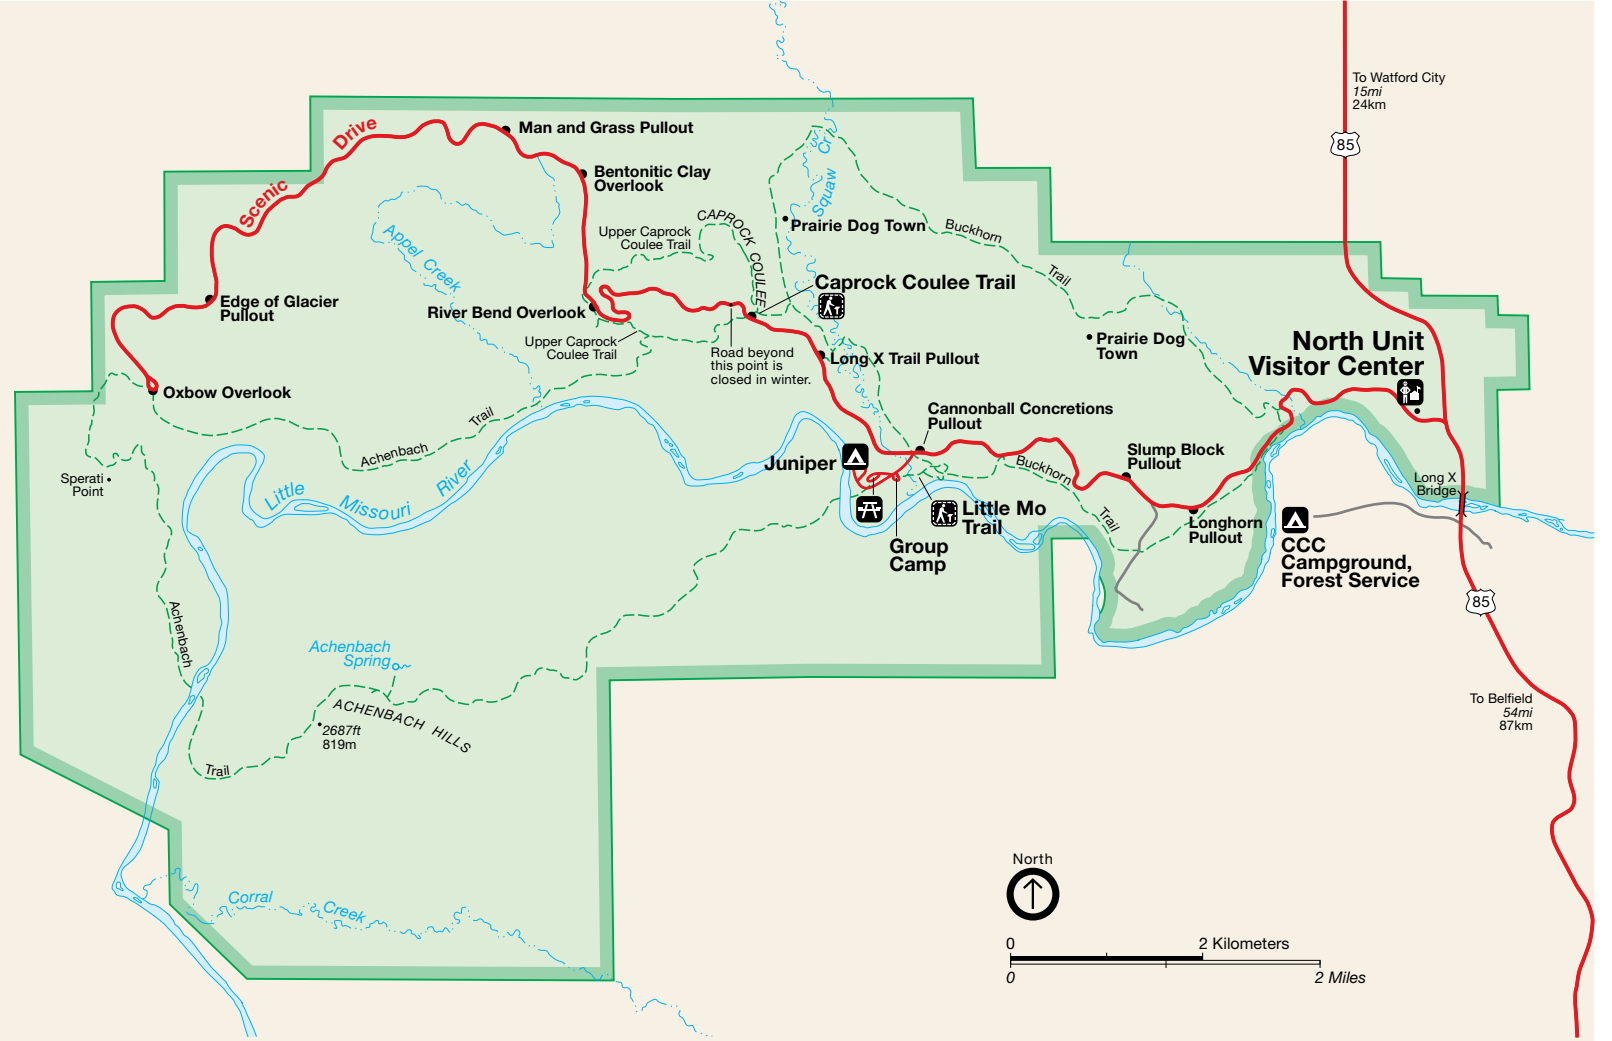 To Watford City
15mi
24km
85
Man and Grass Pullout
Scenic Drive
Bentonitic Clay
Overlook
Squaw Cr
Prairie Dog Town
Buckhorn
Trail
CAPROCK COULEE
Upper Caprock
Coulee Trail
Appel Creek
Caprock Coulee Trail
Edge of Glacier
Pullout
River Bend Overlook
Upper Caprock
Coulee Trail
Road beyond
this point is
closed in winter.
Long X Trail Pullout
Prairie Dog
Town
North Unit
Visitor Center
Oxbow Overlook
Achenbach
Trail
Cannonball Concretions
Pullout
Slump Block
Pullout
Juniper
Buckhorn
Trail
Sperati
Point
Little Missouri River
Long X
Bridge
Little Mo
Trail
Longhorn
Pullout
Group
Camp
CCC
Campground,
Forest Service
85
Achenbach
Trail
Achenbach
Spring
ACHENBACH HILLS
2687ft
819m
To Belfield
54mi
87km
Corral Creek
North
0
2 Kilometers
0
2 Miles